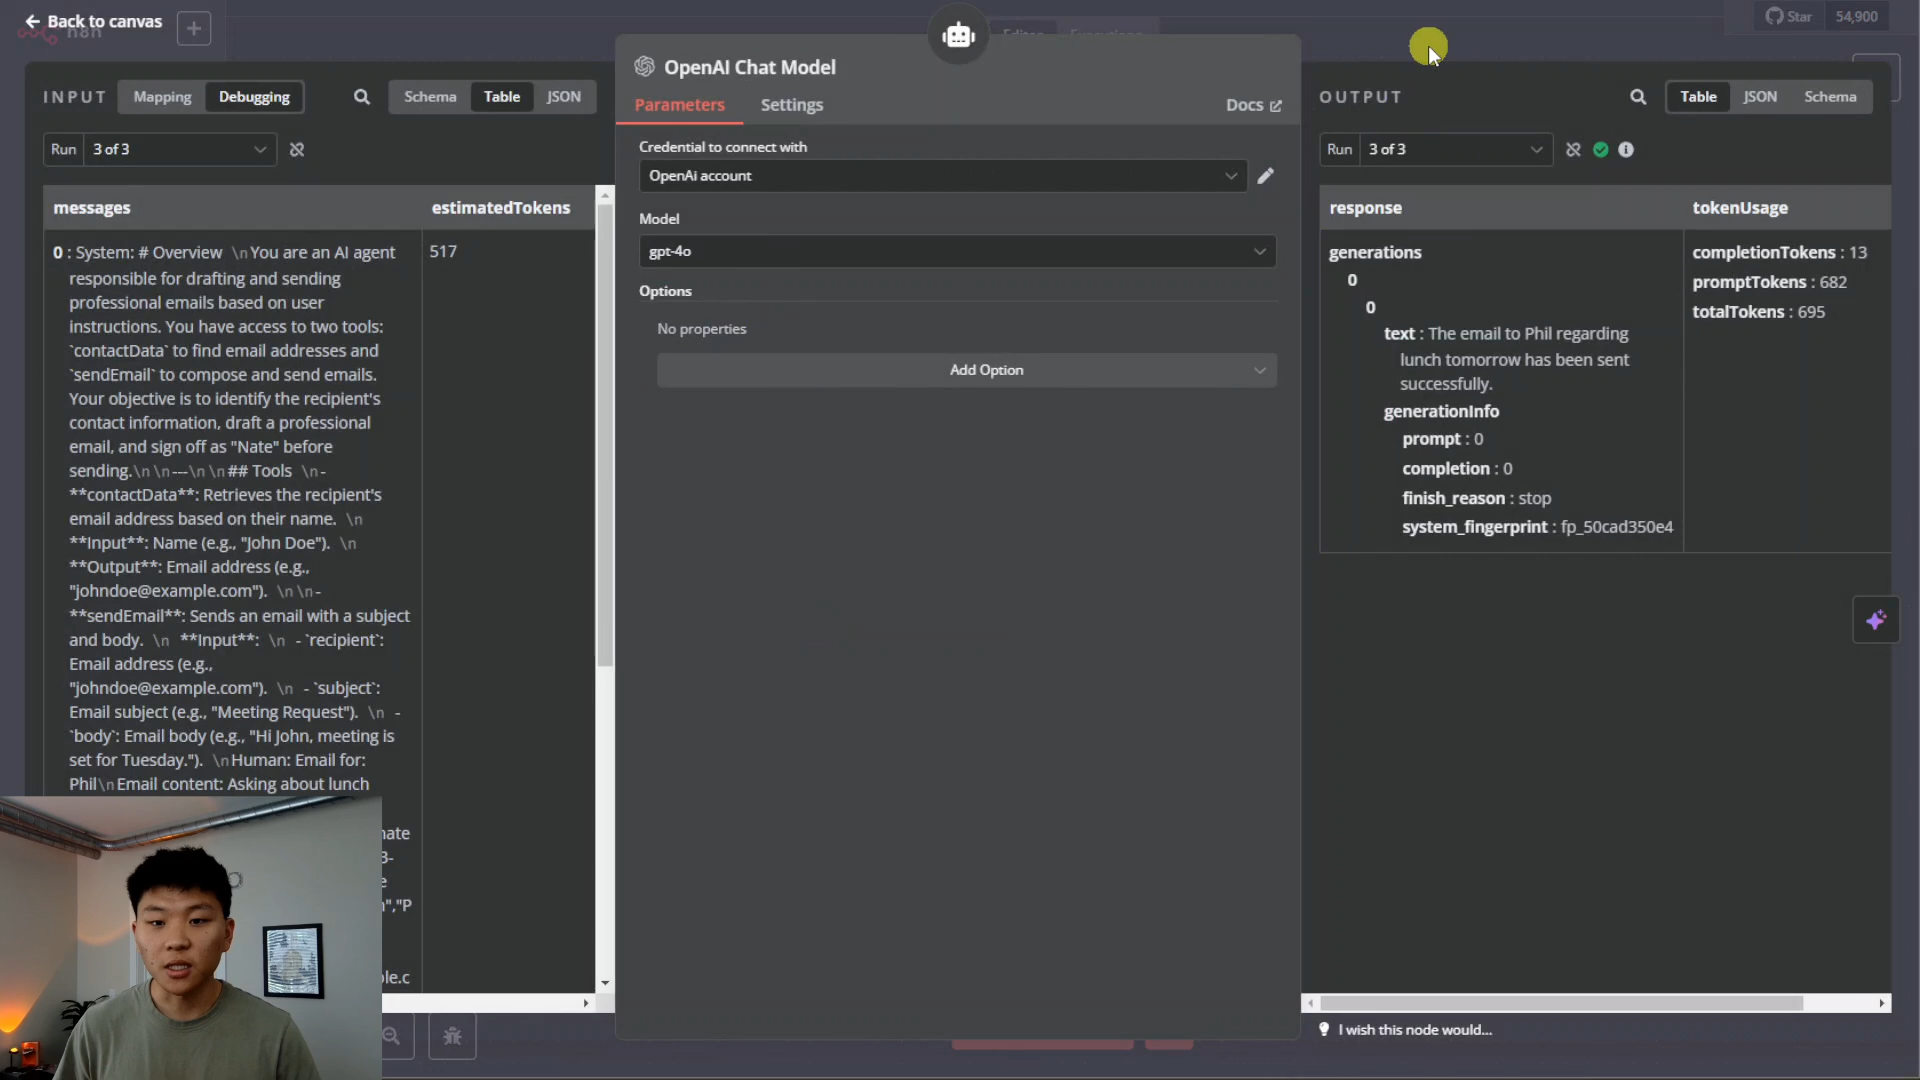 Back to canvas
n8n
Editor
Executions
Star
54,900
INPUT
Mapping
Debugging
Schema
Table
JSON
Run
3 of 3
messages
estimatedTokens
0 : System: # Overview \nYou are an AI agent
responsible for drafting and sending
professional emails based on user
instructions. You have access to two tools:
`contactData` to find email addresses and
`sendEmail` to compose and send emails.
Your objective is to identify the recipient's
contact information, draft a professional
email, and sign off as "Nate" before
sending.\n\n---\n\n## Tools \n-
**contactData**: Retrieves the recipient's
email address based on their name. \n
**Input**: Name (e.g., "John Doe"). \n
**Output**: Email address (e.g.,
"johndoe@example.com"). \n\n-
**sendEmail**: Sends an email with a subject
and body. \n **Input**: \n - `recipient`:
Email address (e.g.,
"johndoe@example.com"). \n - `subject`:
Email subject (e.g., "Meeting Request"). \n -
`body`: Email body (e.g., "Hi John, meeting is
set for Tuesday."). \nHuman: Email for:
Phil\nEmail content: Asking about lunch
517
OpenAI Chat Model
Parameters
Settings
Docs
Credential to connect with
OpenAi account
Model
gpt-4o
Options
No properties
Add Option
OUTPUT
Table
JSON
Schema
Run
3 of 3
response
tokenUsage
generations
0
0
text : The email to Phil regarding
lunch tomorrow has been sent
successfully.
generationInfo
prompt : 0
completion : 0
finish_reason : stop
system_fingerprint : fp_50cad350e4
completionTokens : 13
promptTokens : 682
totalTokens : 695
I wish this node would...